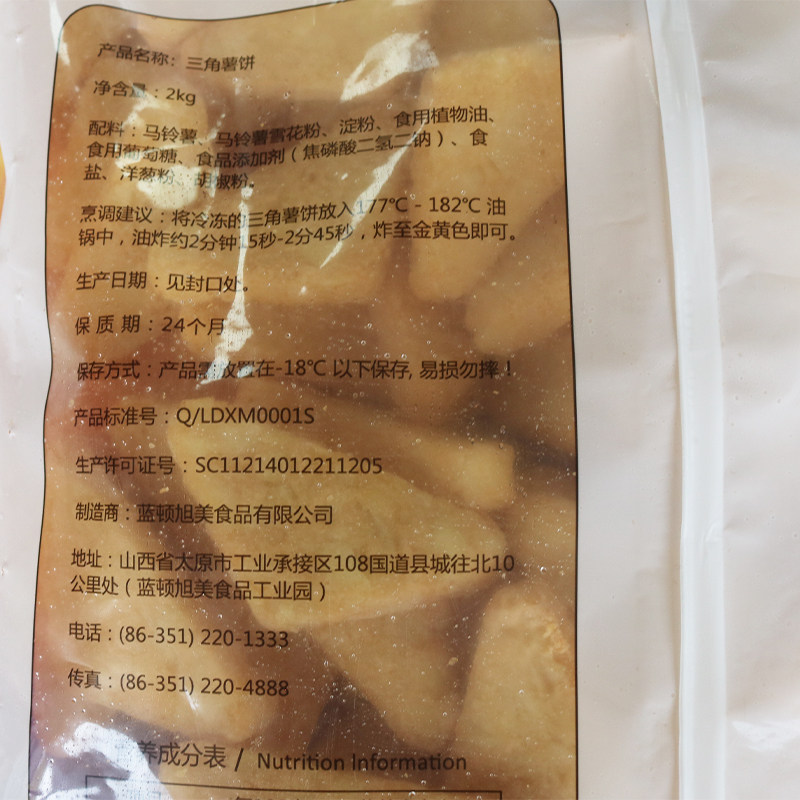 产品名称：三角薯饼
净含量：2kg
配料：马铃薯、马铃薯雪花粉、淀粉、食用植物油、
食用葡萄糖、食品添加剂（焦磷酸二氢二钠）、食
盐、洋葱粉、胡椒粉。
烹调建议：将冷冻的三角薯饼放入177℃-182℃油
锅中，油炸约2分钟15秒-2分45秒，炸至金黄色即可。
生产日期：见封口处。
保质期：24个月
保存方式：产品需放置在-18℃以下保存,易损勿摔！
产品标准号：Q/LDXM0001S
生产许可证号：SC11214012211205
制造商：蓝顿旭美食品有限公司
地址：山西省太原市工业承接区108国道县城往北10
公里处（蓝顿旭美食品工业园）
电话：(86-351) 220-1333
传真：(86-351) 220-4888
养成分表 / Nutrition Information